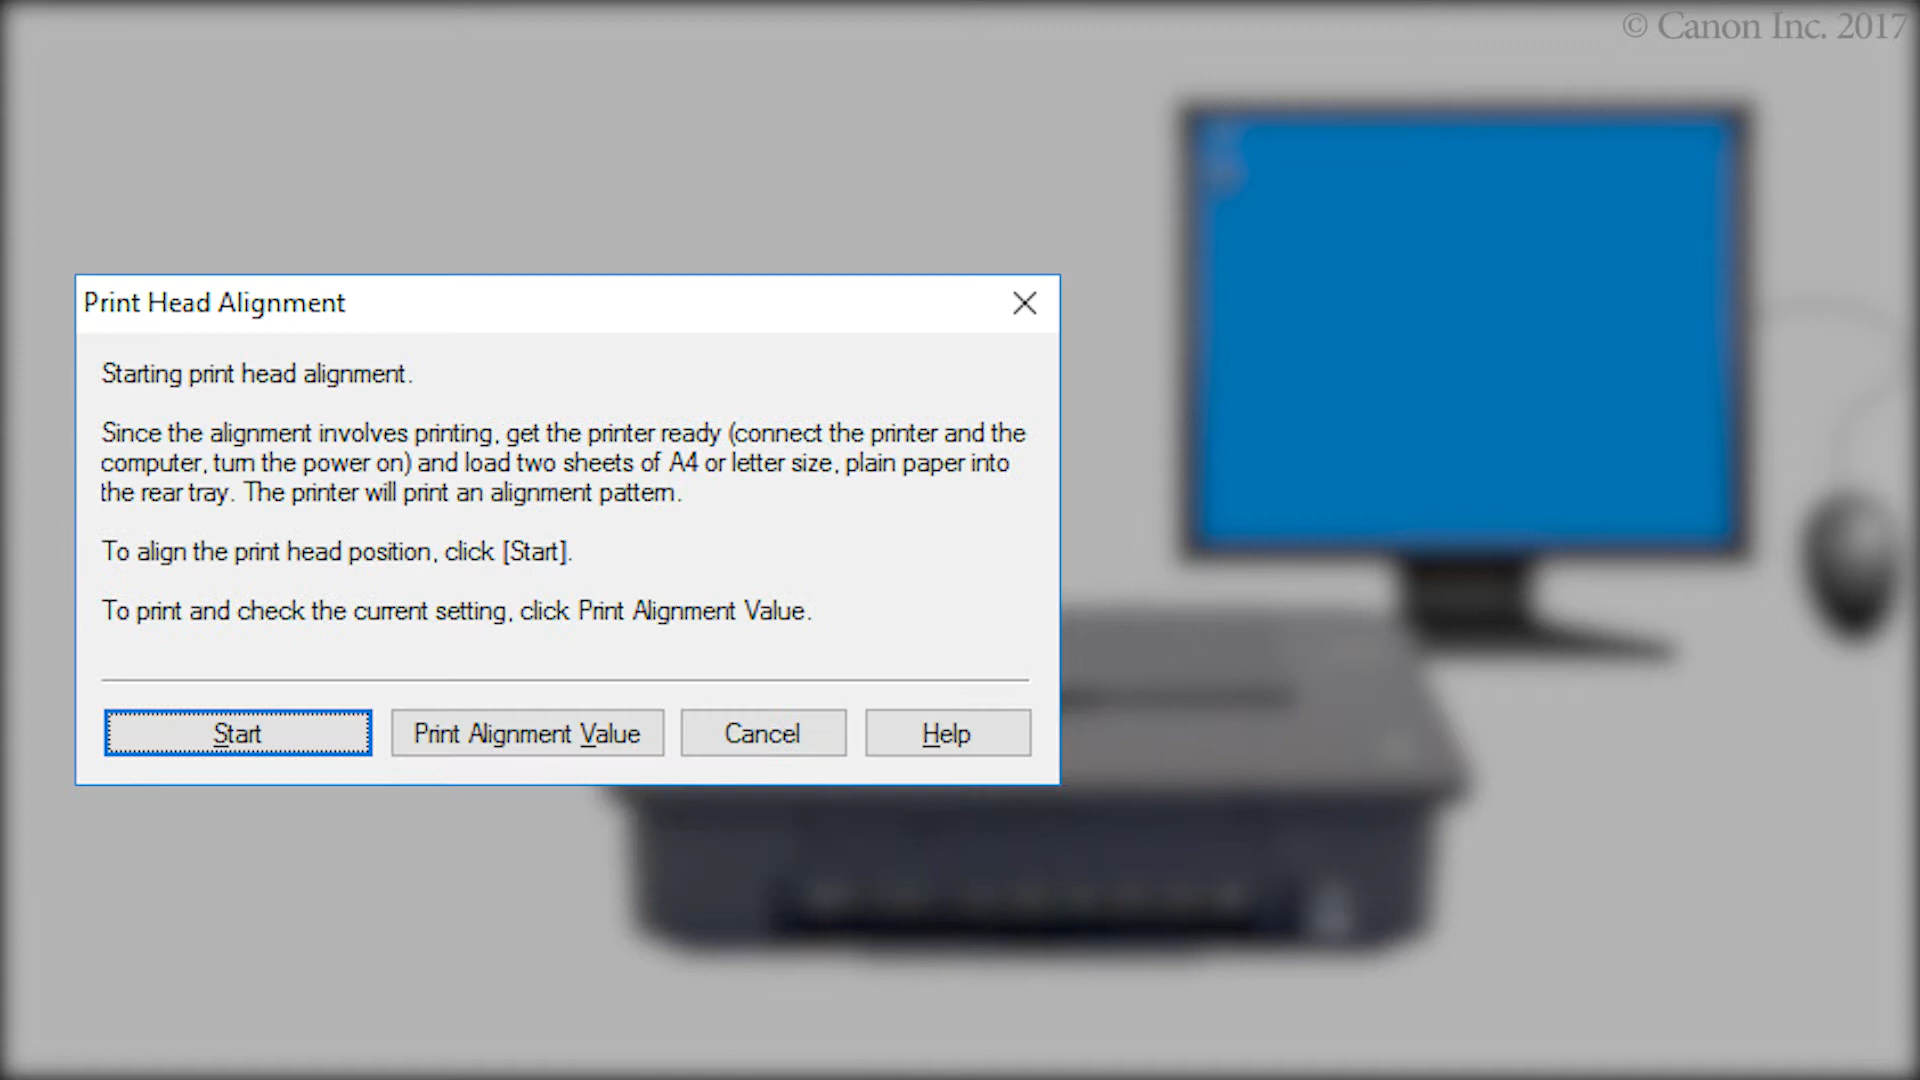 © Canon Inc. 2017
Print Head Alignment
Starting print head alignment.
Since the alignment involves printing, get the printer ready (connect the printer and the
computer, turn the power on) and load two sheets of A4 or letter size, plain paper into
the rear tray. The printer will print an alignment pattern.
To align the print head position, click [Start].
To print and check the current setting, click Print Alignment Value.
Start
Print Alignment Value
Cancel
Help